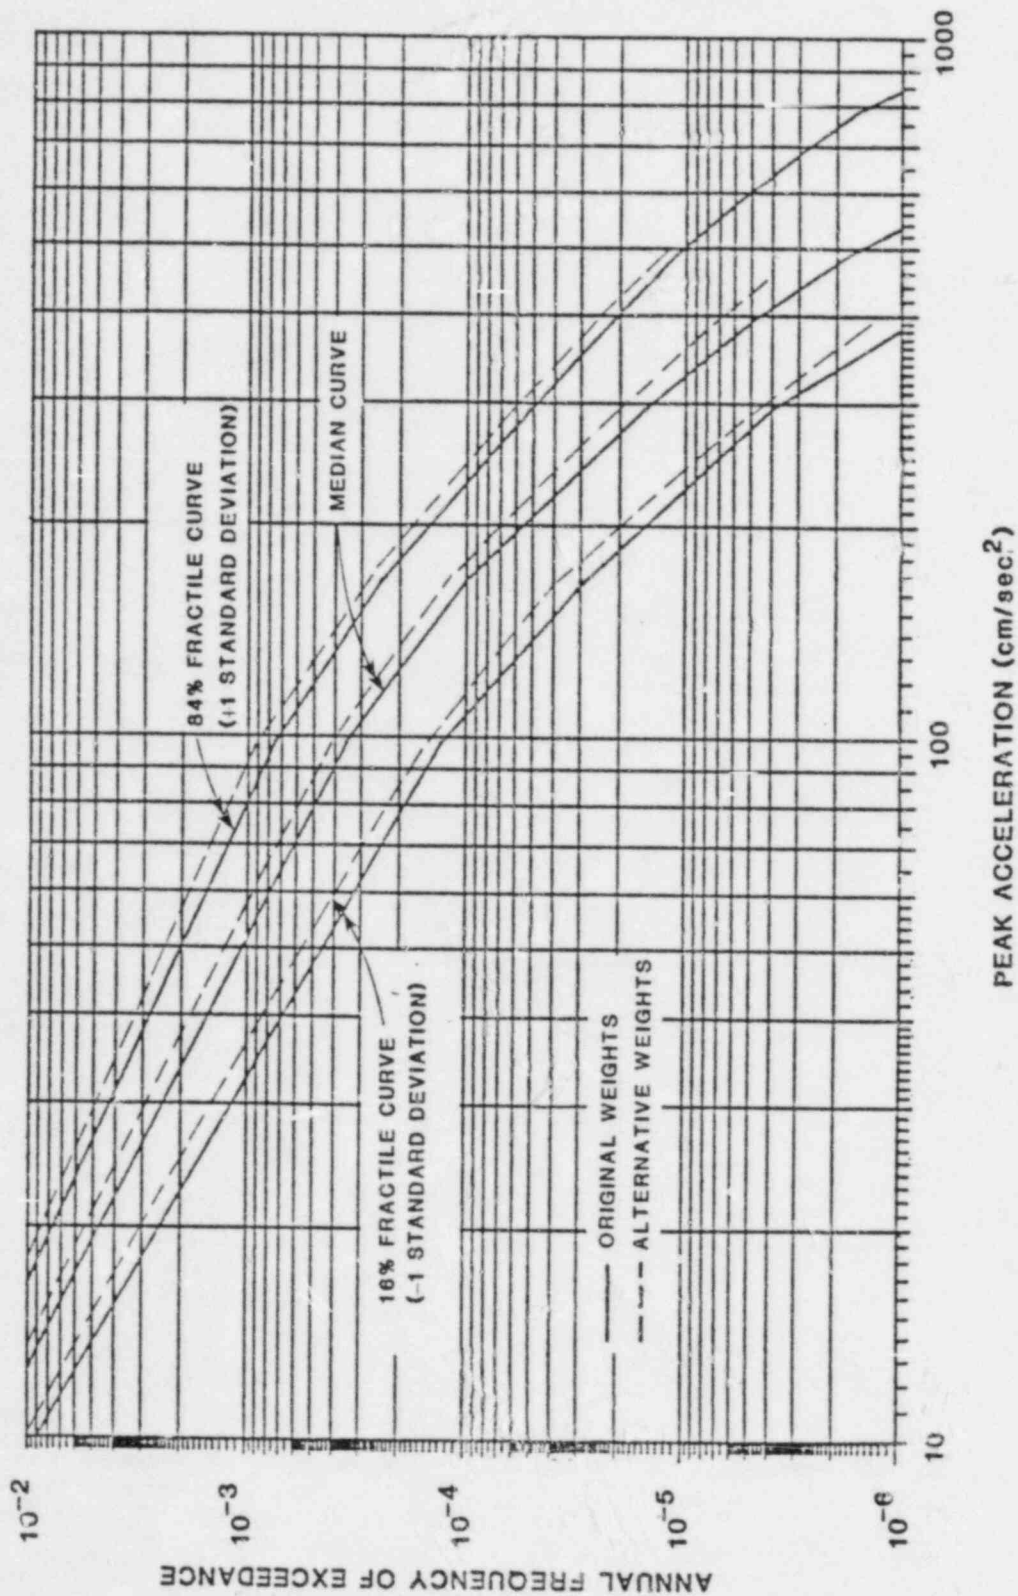 ANNUAL FREQUENCY OF EXCEEDANCE
10-2
10-3
10-4
10-5
10-6
84% FRACTILE CURVE
(+1 STANDARD DEVIATION)
MEDIAN CURVE
16% FRACTILE CURVE
(-1 STANDARD DEVIATION)
ORIGINAL WEIGHTS
ALTERNATIVE WEIGHTS
10
100
1000
PEAK ACCELERATION (cm/sec2)